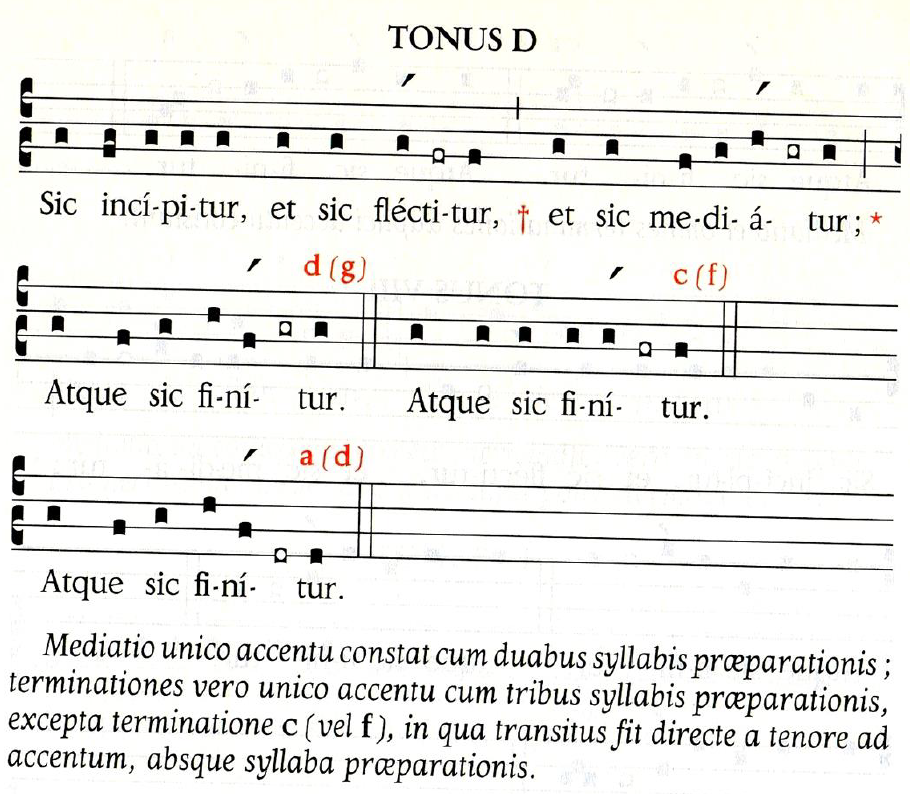 TONUS D
Sic incí-pi-tur, et sic flécti-tur, † et sic me-di- á- tur; *
d (g) c (f)
Atque sic fi-ní- tur. Atque sic fi-ní- tur.
a (d)
Atque sic fi-ní- tur.
Mediatio unico accentu constat cum duabus syllabis præparationis ;
terminationes vero unico accentu cum tribus syllabis præparationis,
excepta terminatione c ( vel f ), in qua transitus fit directe a tenore ad
accentum, absque syllaba præparationis.